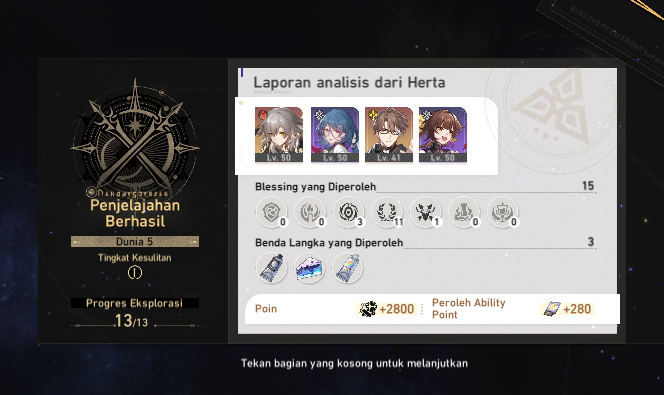 Penjelajahan
Berhasil
Dunia 5
Tingkat Kesulitan
I
Progres Eksplorasi
13/13
Laporan analisis dari Herta
Lv. 50
Lv. 50
Lv. 41
Lv. 50
Blessing yang Diperoleh
15
0
0
3
11
1
0
0
Benda Langka yang Diperoleh
3
Poin
+2800
Peroleh Ability
Point
+280
Tekan bagian yang kosong untuk melanjutkan